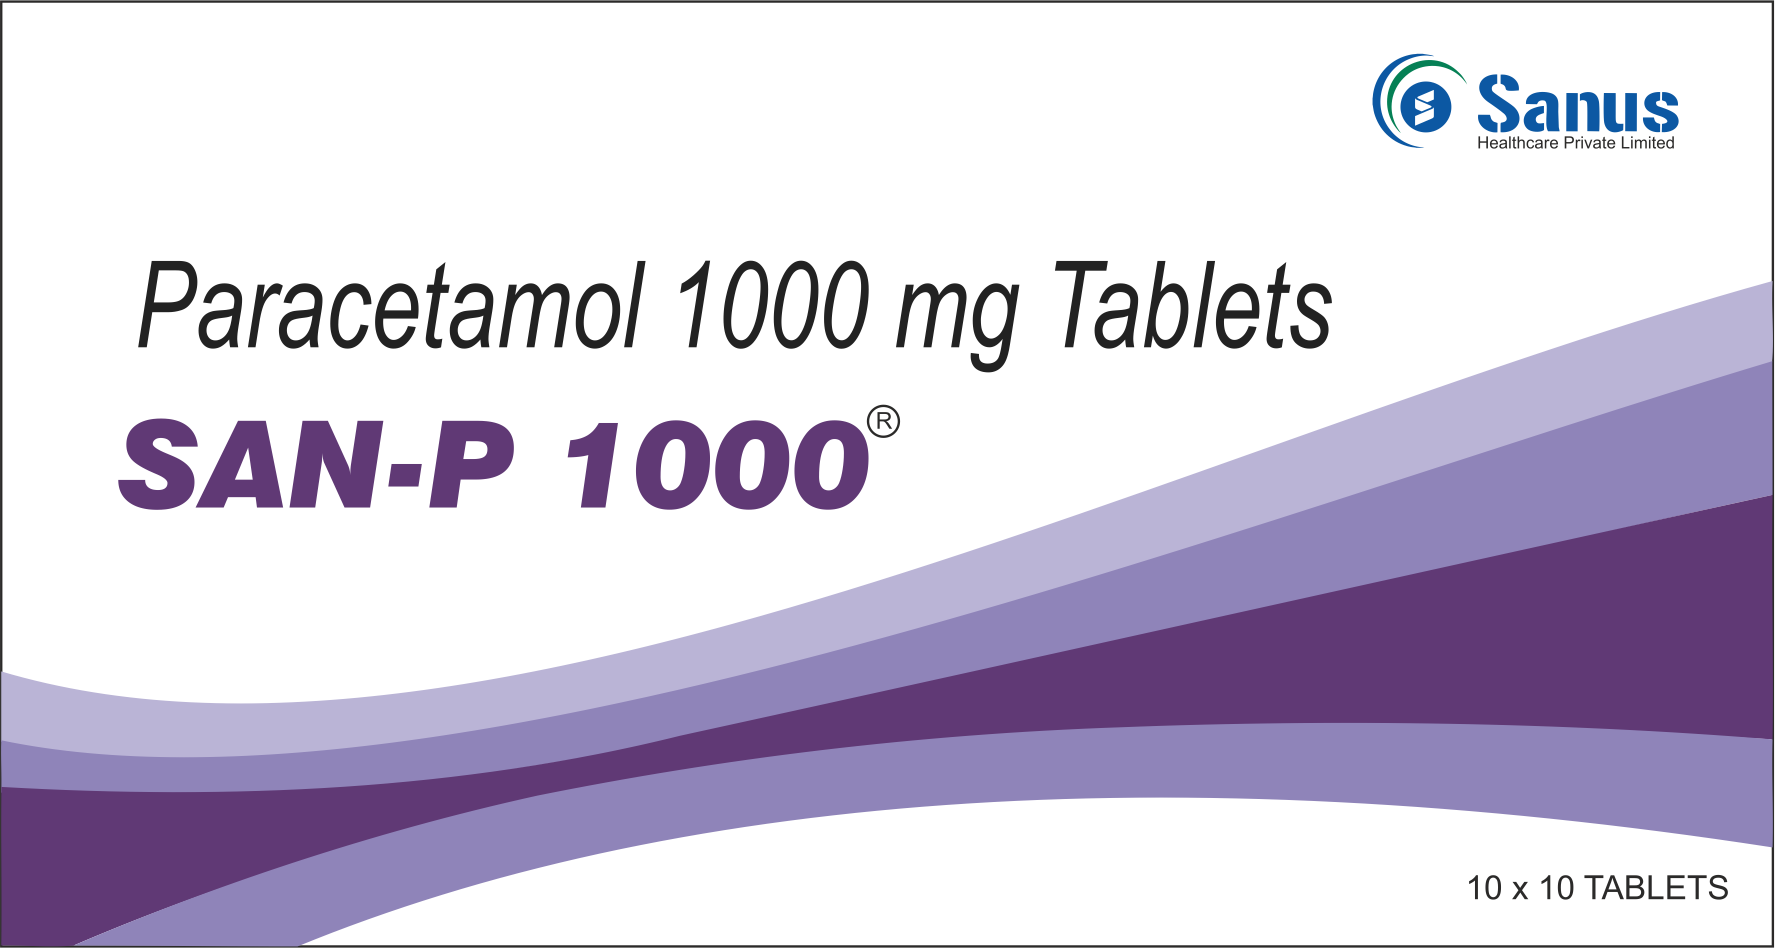 Sanus
Healthcare Private Limited
Paracetamol 1000 mg Tablets
SAN-P 1000®
10 x 10 TABLETS